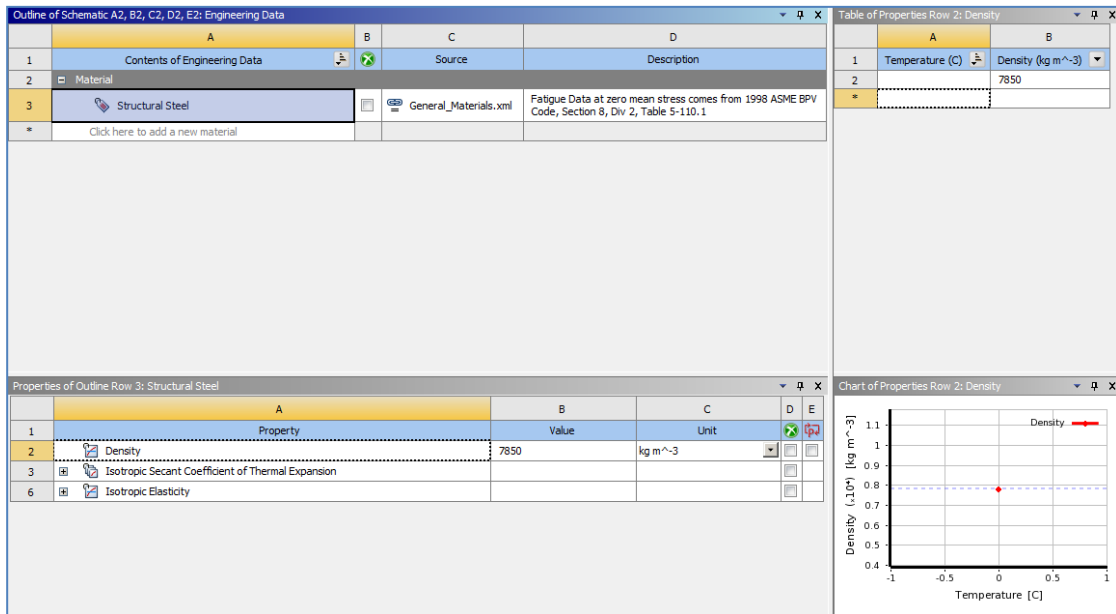 Outline of Schematic A2, B2, C2, D2, E2: Engineering Data
A B C D
1 Contents of Engineering Data Source Description
2 Material
3 Structural Steel General_Materials.xml Fatigue Data at zero mean stress comes from 1998 ASME BPV
Code, Section 8, Div 2, Table 5-110.1
* Click here to add a new material
Table of Properties Row 2: Density
A B
1 Temperature (C) Density (kg m^-3)
2 7850
*
Properties of Outline Row 3: Structural Steel
A B C D E
1 Property Value Unit
2 Density 7850 kg m^-3
3 Isotropic Secant Coefficient of Thermal Expansion
6 Isotropic Elasticity
Chart of Properties Row 2: Density
Density
1.1
1
0.9
0.8
0.7
0.6
0.5
0.4
Density (x10⁴) [kg m^-3]
-1 -0.5 0 0.5 1
Temperature [C]